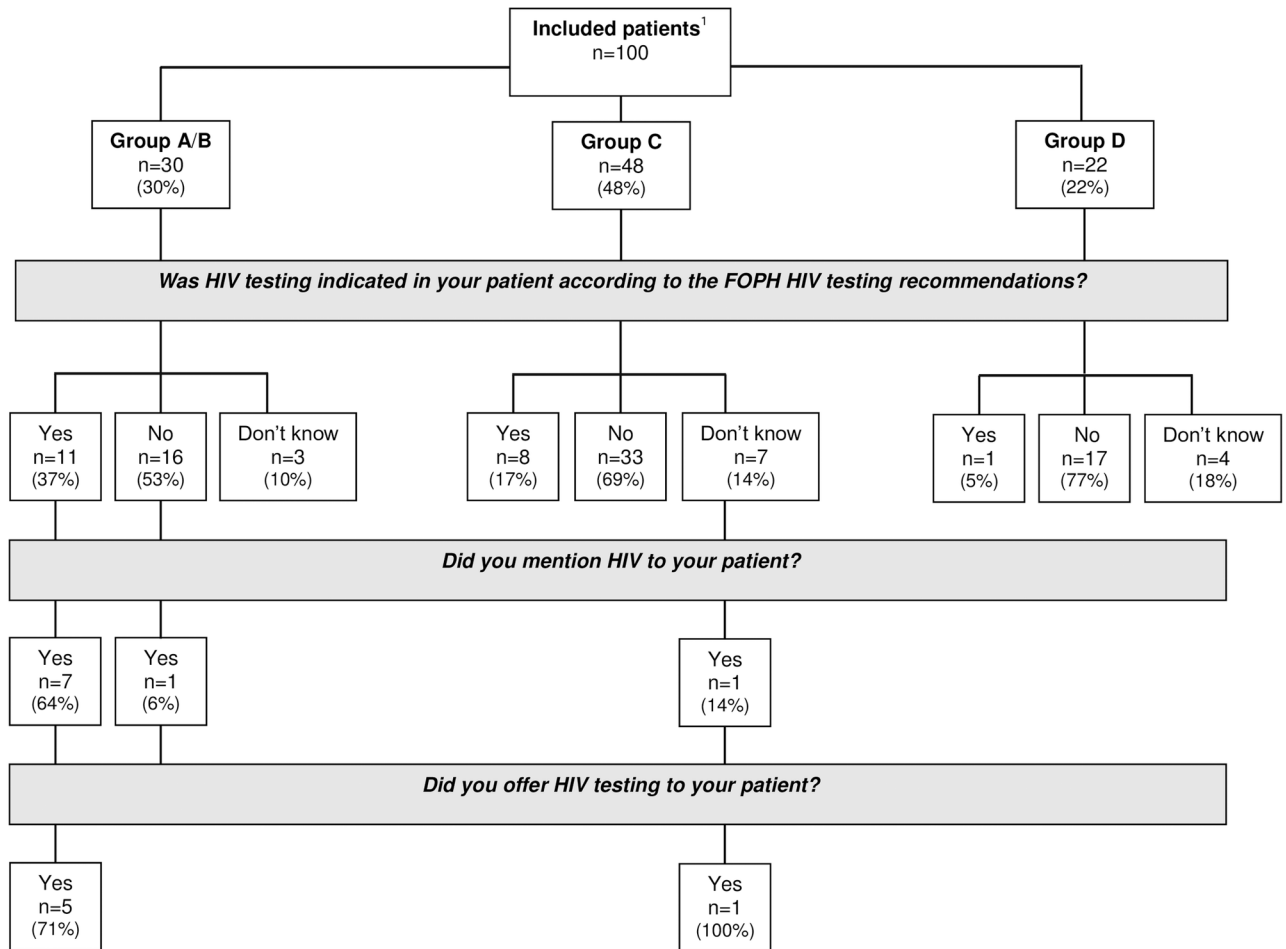 Included patients¹
n=100
Group A/B
n=30
(30%)
Group C
n=48
(48%)
Group D
n=22
(22%)
Was HIV testing indicated in your patient according to the FOPH HIV testing recommendations?
Yes
n=11
(37%)
No
n=16
(53%)
Don't know
n=3
(10%)
Yes
n=8
(17%)
No
n=33
(69%)
Don't know
n=7
(14%)
Yes
n=1
(5%)
No
n=17
(77%)
Don't know
n=4
(18%)
Did you mention HIV to your patient?
Yes
n=7
(64%)
Yes
n=1
(6%)
Yes
n=1
(14%)
Did you offer HIV testing to your patient?
Yes
n=5
(71%)
Yes
n=1
(100%)